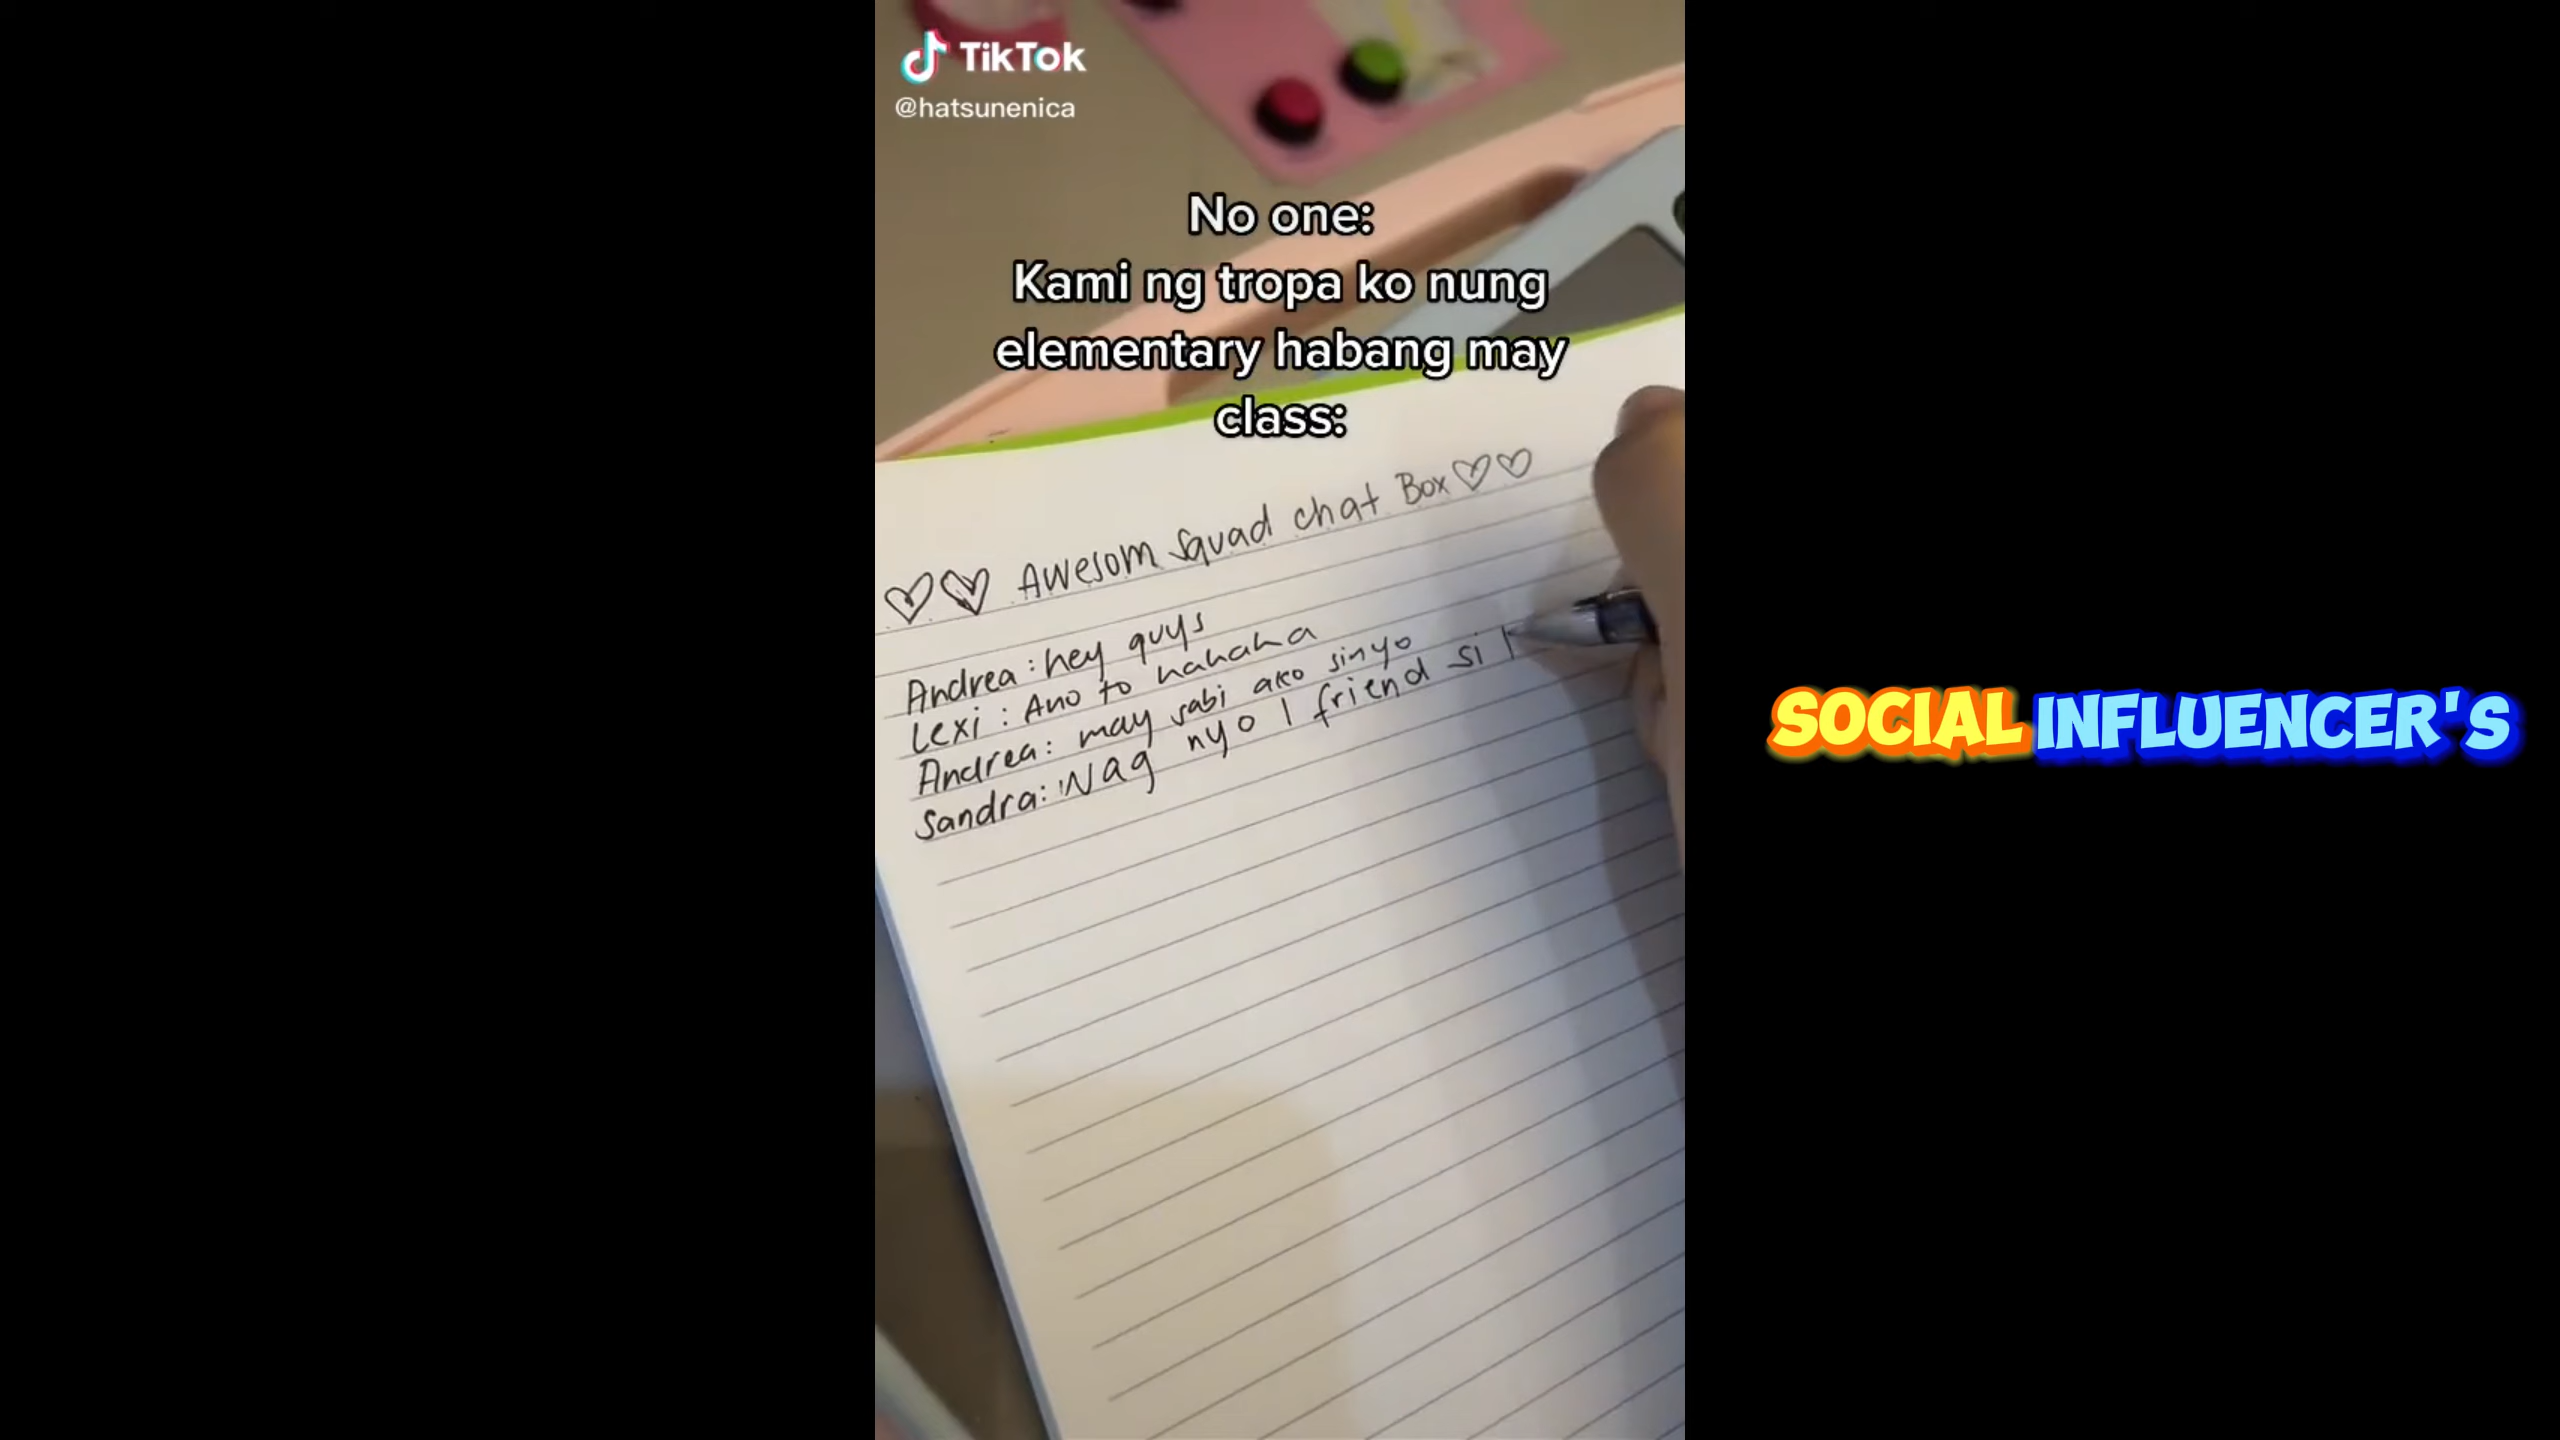 TikTok
@hatsunenica
No one:
Kami ng tropa ko nung
elementary habang may
class:
♡♡ Awesom Squad chat Box♡♡
Andrea: hey guys
Lexi: Ano to hahaha
Andrea: may sabi ako sinyo
Sandra: Wag nyo I friend si l
SOCIAL INFLUENCER'S